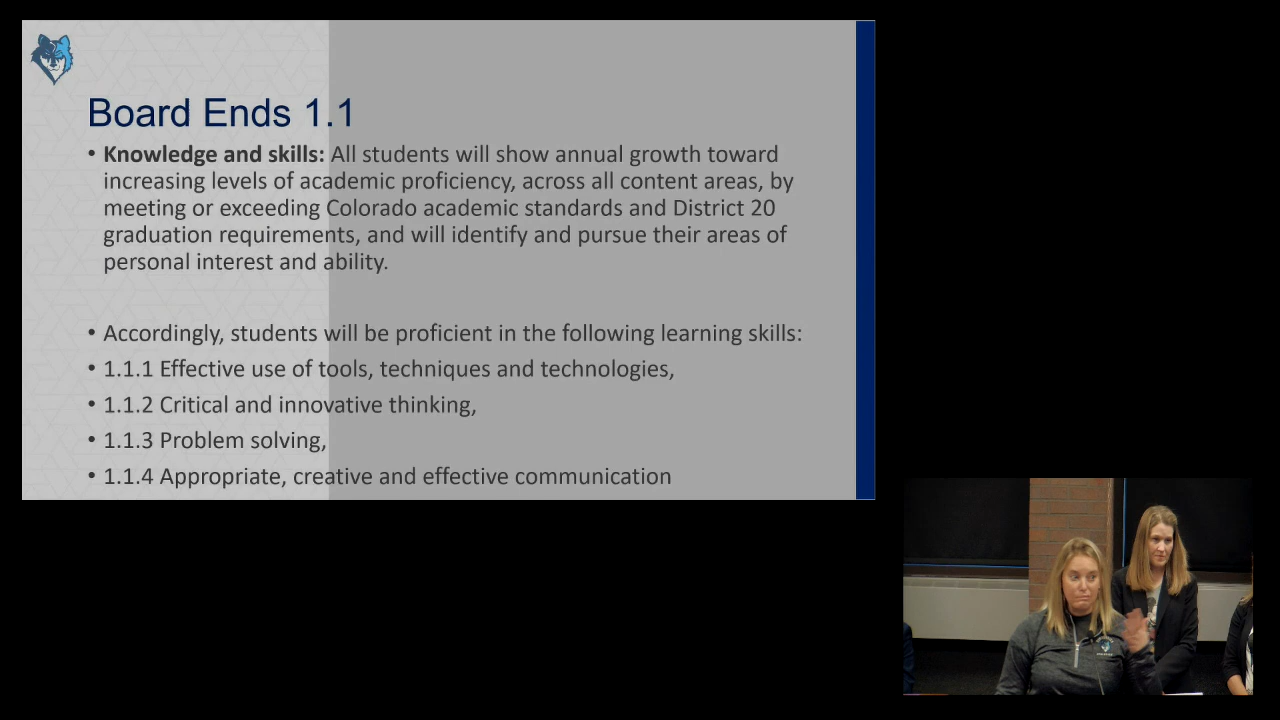 Board Ends 1.1
• Knowledge and skills: All students will show annual growth toward
increasing levels of academic proficiency, across all content areas, by
meeting or exceeding Colorado academic standards and District 20
graduation requirements, and will identify and pursue their areas of
personal interest and ability.
• Accordingly, students will be proficient in the following learning skills:
• 1.1.1 Effective use of tools, techniques and technologies,
• 1.1.2 Critical and innovative thinking,
• 1.1.3 Problem solving,
• 1.1.4 Appropriate, creative and effective communication